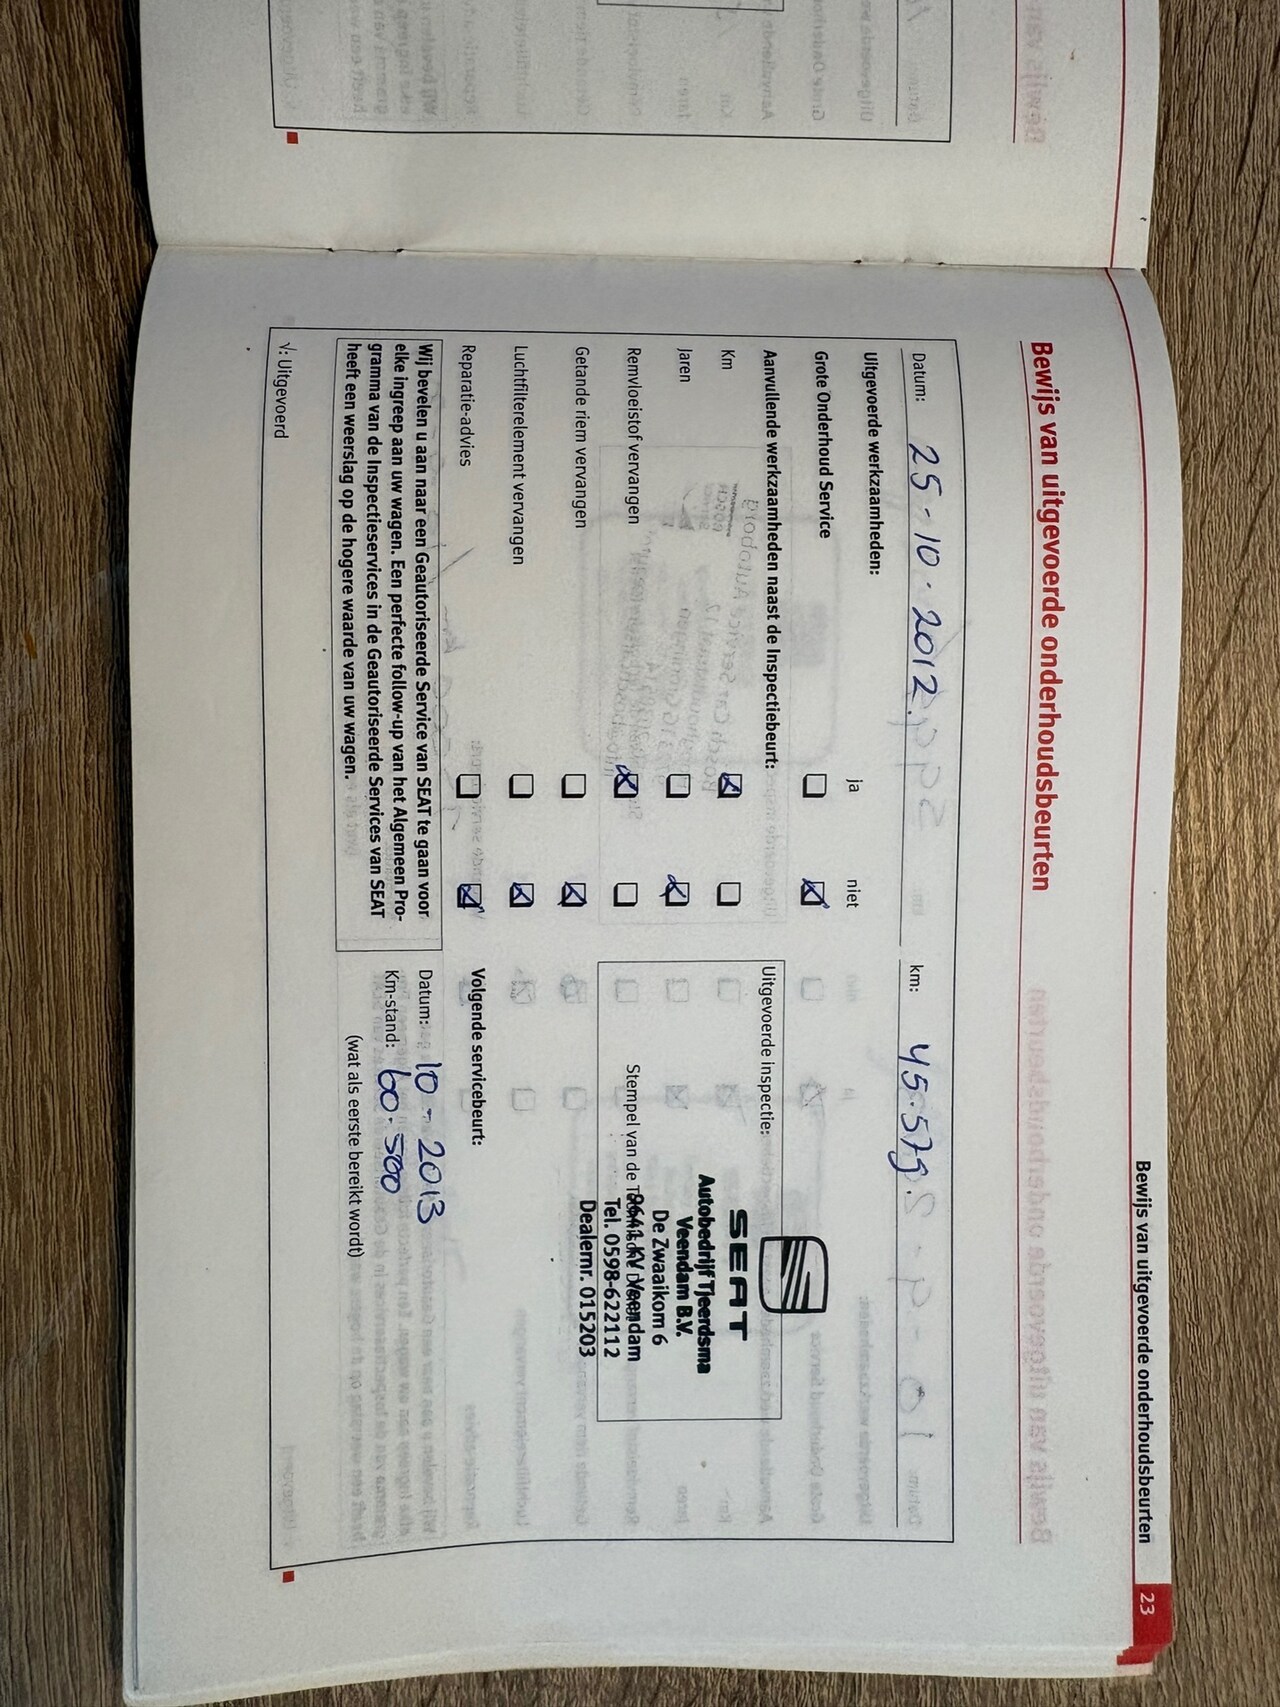 Bewijs van uitgevoerde onderhoudsbeurten
23
Bewijs van uitgevoerde onderhoudsbeurten
Datum: 25-10-2012. km: 45.579.
Uitgevoerde werkzaamheden:
ja niet
Grote Onderhoud Service
Aanvullende werkzaamheden naast de Inspectiebeurt:
Km
Jaren
Remvloeistof vervangen
Getande riem vervangen
Luchtfilterelement vervangen
Reparatie-advies
Wij bevelen u aan naar een Geautoriseerde Service van SEAT te gaan voor
elke ingreep aan uw wagen. Een perfecte follow-up van het Algemeen Pro-
gramma van de Inspectieservices in de Geautoriseerde Services van SEAT
heeft een weerslag op de hogere waarde van uw wagen.
√: Uitgevoerd
Uitgevoerde inspectie:
SEAT
Autobedrijf Tjeerdsma
Veendam B.V.
De Zwaaikom 6
Stempel van de
9641 KV Veendam
Tel. 0598-622112
Dealernr. 015203
Volgende servicebeurt:
Datum: 10-2013
Km-stand: 60.500
(wat als eerste bereikt wordt)